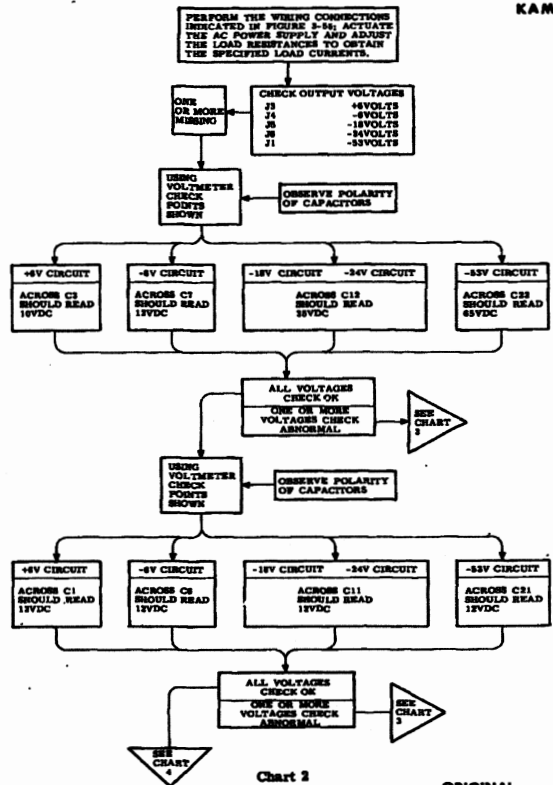 KAM
PERFORM THE WIRING CONNECTIONS
INDICATED IN FIGURE 3-56; ACTUATE
THE AC POWER SUPPLY AND ADJUST
THE LOAD RESISTANCES TO OBTAIN
THE SPECIFIED LOAD CURRENTS.
CHECK OUTPUT VOLTAGES
J3 +6VOLTS
J4 -6VOLTS
J5 -18VOLTS
J6 -24VOLTS
J1 -53VOLTS
ONE
OR MORE
MISSING
USING
VOLTMETER
CHECK
POINTS
SHOWN
OBSERVE POLARITY
OF CAPACITORS
+6V CIRCUIT
ACROSS C2
SHOULD READ
10VDC
-6V CIRCUIT
ACROSS C7
SHOULD READ
12VDC
-18V CIRCUIT -24V CIRCUIT
ACROSS C12
SHOULD READ
35VDC
-53V CIRCUIT
ACROSS C22
SHOULD READ
65VDC
ALL VOLTAGES
CHECK OK
ONE OR MORE
VOLTAGES CHECK
ABNORMAL
SEE
CHART
3
USING
VOLTMETER
CHECK
POINTS
SHOWN
OBSERVE POLARITY
OF CAPACITORS
+6V CIRCUIT
ACROSS C1
SHOULD READ
12VDC
-6V CIRCUIT
ACROSS C6
SHOULD READ
12VDC
-18V CIRCUIT -24V CIRCUIT
ACROSS C11
SHOULD READ
12VDC
-53V CIRCUIT
ACROSS C21
SHOULD READ
12VDC
ALL VOLTAGES
CHECK OK
ONE OR MORE
VOLTAGES CHECK
ABNORMAL
SEE
CHART
3
SEE
CHART
4
Chart 2
ORIGINAL